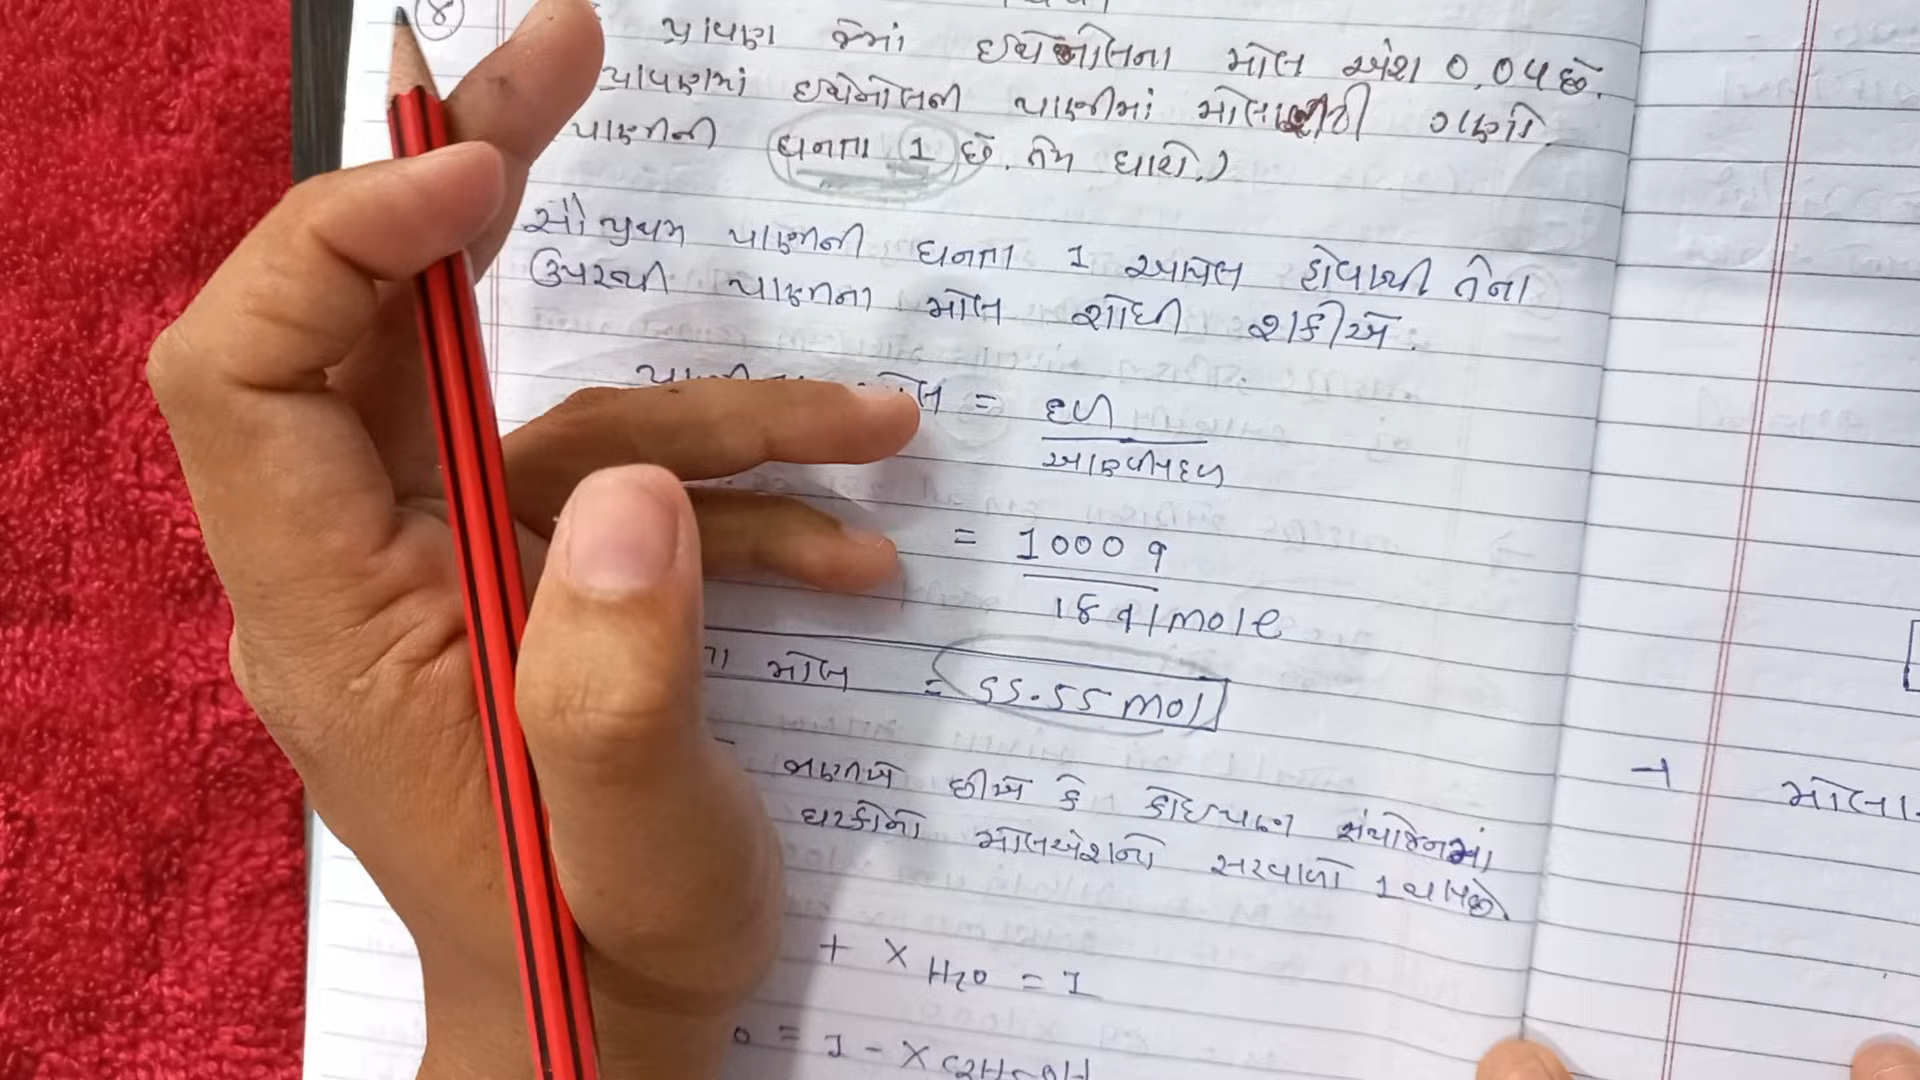 ૪
દ્રાવણ જેમાં ઇથેનોલના મોલ અંશ 0.04 છે.
દ્રાવણમાં ઇથેનોલની પાણીમાં મોલારીટી ગણો
પાણીની ઘનતા 1 છે. તેમ ધારો.)
સૌ પ્રથમ પાણીની ઘનતા 1 આપેલ હોવાથી તેના
ઉપરથી પાણીના મોલ શોધી શકીએ.
=
દળ
આણ્વીયદળ
= 1000 g
18 g/mole
મોલ = 55.55 mol
જાણીએ છીએ કે કોઇપણ સંયોજનમાં
ઘટકોના મોલઅંશનો સરવાળો 1 થાય છે.
+ X H2O = 1
O = 1 - X C2H5OH
→